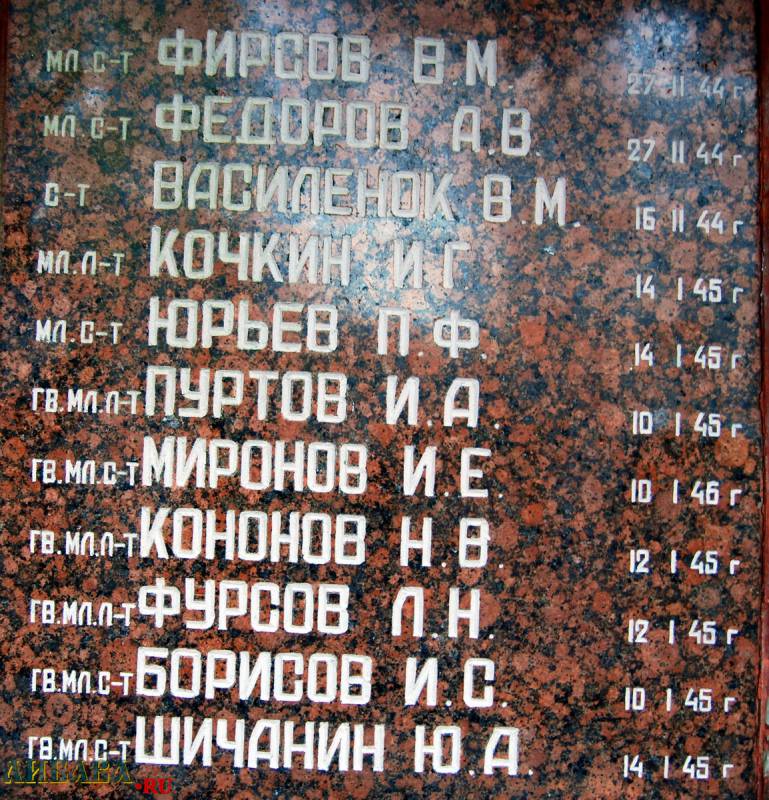 МЛ.С-Т ФИРСОВ В.М. 27 II 44 г
МЛ.С-Т ФЕДОРОВ А.В. 27 II 44 г
С-Т ВАСИЛЕНОК В.М. 16 II 44 г
МЛ.Л-Т КОЧКИН И.Г 14 I 45 г
МЛ.С-Т ЮРЬЕВ П.Ф. 14 I 45 г
ГВ.МЛ.Л-Т ПУРТОВ И.А. 10 I 45 г
ГВ.МЛ.С-Т МИРОНОВ И.Е. 10 I 46 г
ГВ.МЛ.Л-Т КОНОНОВ Н.В. 12 I 45 г
ГВ.МЛ.Л-Т ФУРСОВ Л.Н. 12 I 45 г
ГВ.МЛ.С-Т БОРИСОВ И.С. 10 I 45 г
ГВ.МЛ.С-Т ШИЧАНИН Ю.А. 14 I 45 г
ЛИПАВА.RU